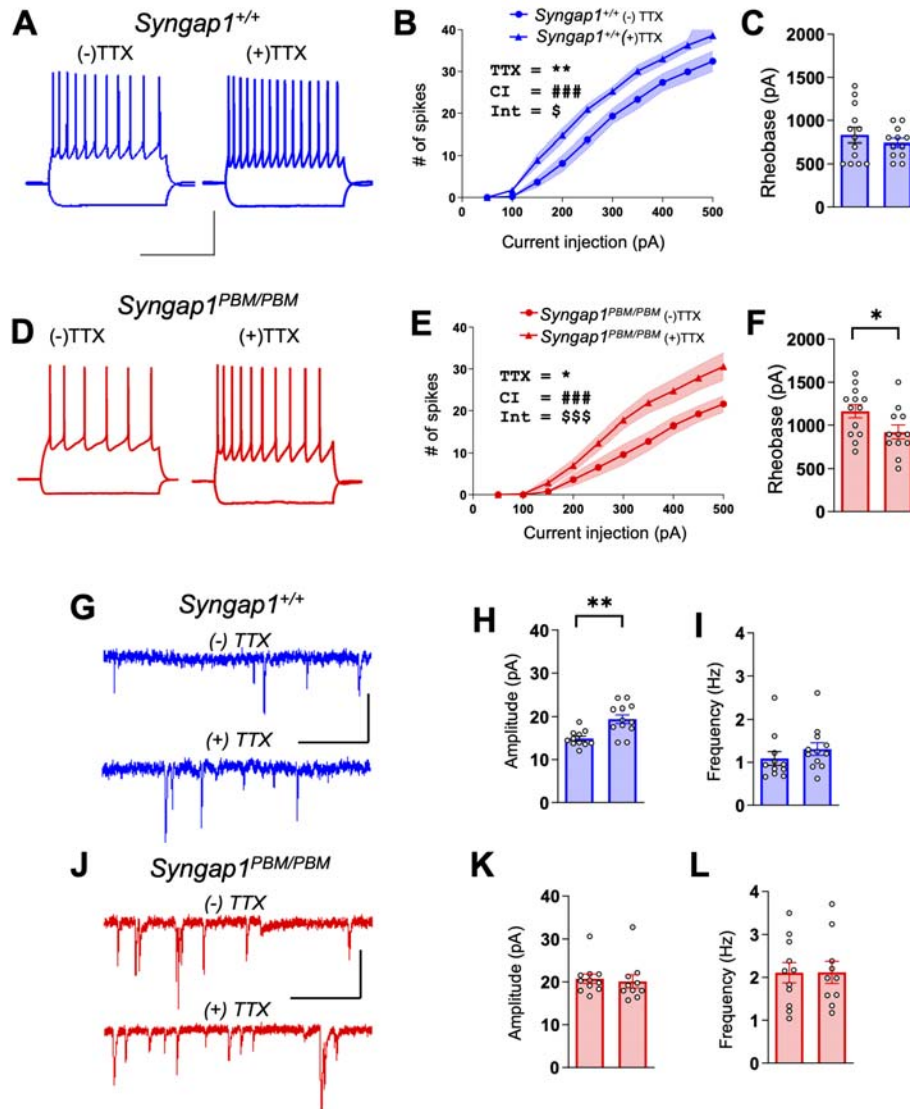 A
Syngap1+/+
(-)TTX
(+)TTX
B
Syngap1+/+ (-) TTX
Syngap1+/+(+)TTX
TTX = **
CI = ###
Int = $
# of spikes
40
30
20
10
0
0
100
200
300
400
500
Current injection (pA)
C
Rheobase (pA)
2000
1500
1000
500
0
D
Syngap1PBM/PBM
(-)TTX
(+)TTX
E
Syngap1PBM/PBM (-)TTX
Syngap1PBM/PBM (+)TTX
TTX = *
CI = ###
Int = $$$
# of spikes
40
30
20
10
0
0
100
200
300
400
500
Current injection (pA)
F
*
Rheobase (pA)
2000
1500
1000
500
0
G
Syngap1+/+
(-) TTX
(+) TTX
H
**
Amplitude (pA)
40
30
20
10
0
I
Frequency (Hz)
4
3
2
1
0
J
Syngap1PBM/PBM
(-) TTX
(+) TTX
K
Amplitude (pA)
40
30
20
10
0
L
Frequency (Hz)
4
3
2
1
0